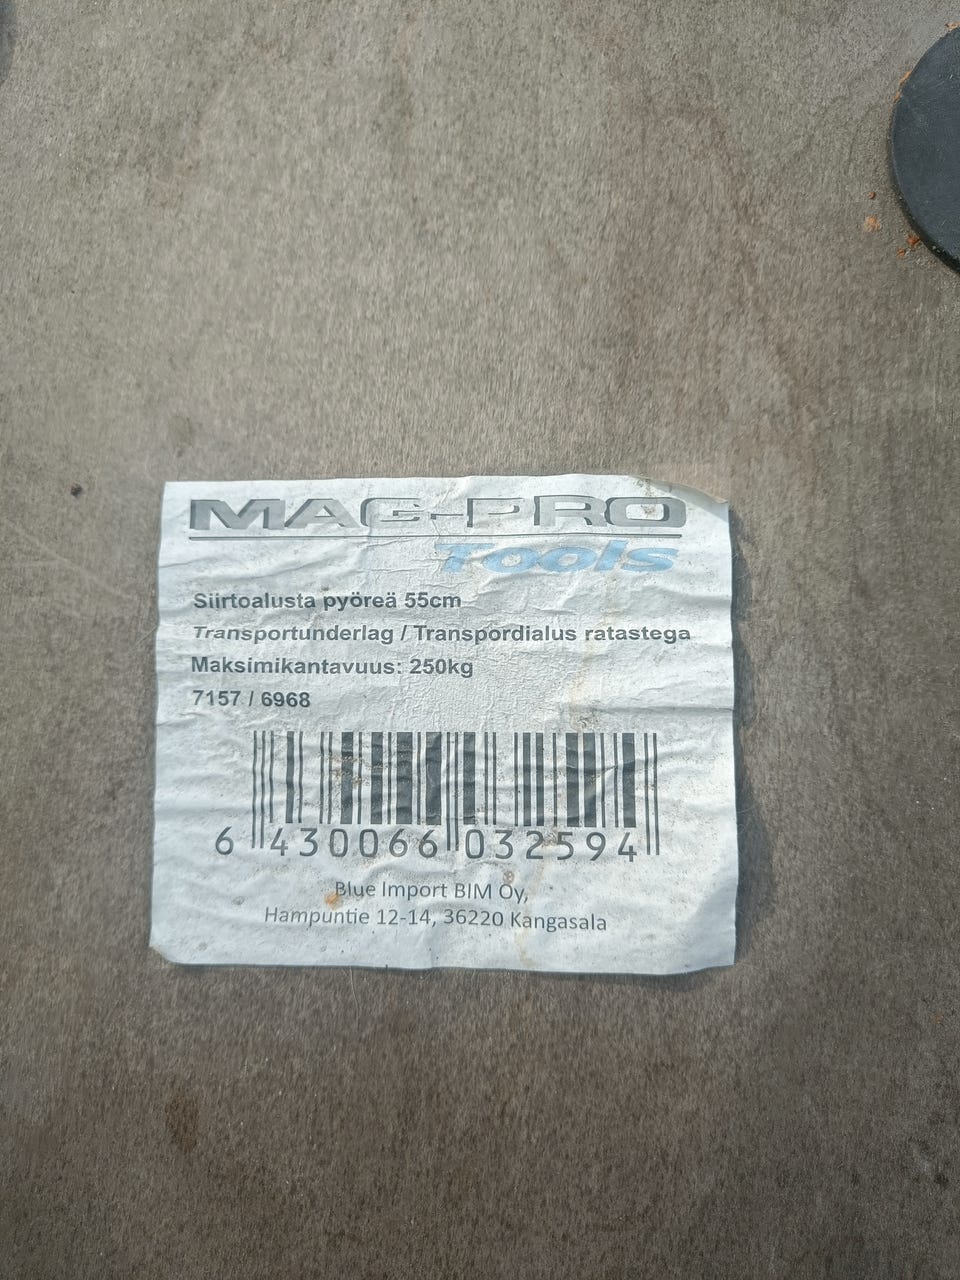 MAG-PRO
Tools
Siirtoalusta pyöreä 55cm
Transportunderlag / Transpordialus ratastega
Maksimikantavuus: 250kg
7157 / 6968
6 430066 032594
Blue Import BIM Oy,
Hampuntie 12-14, 36220 Kangasala